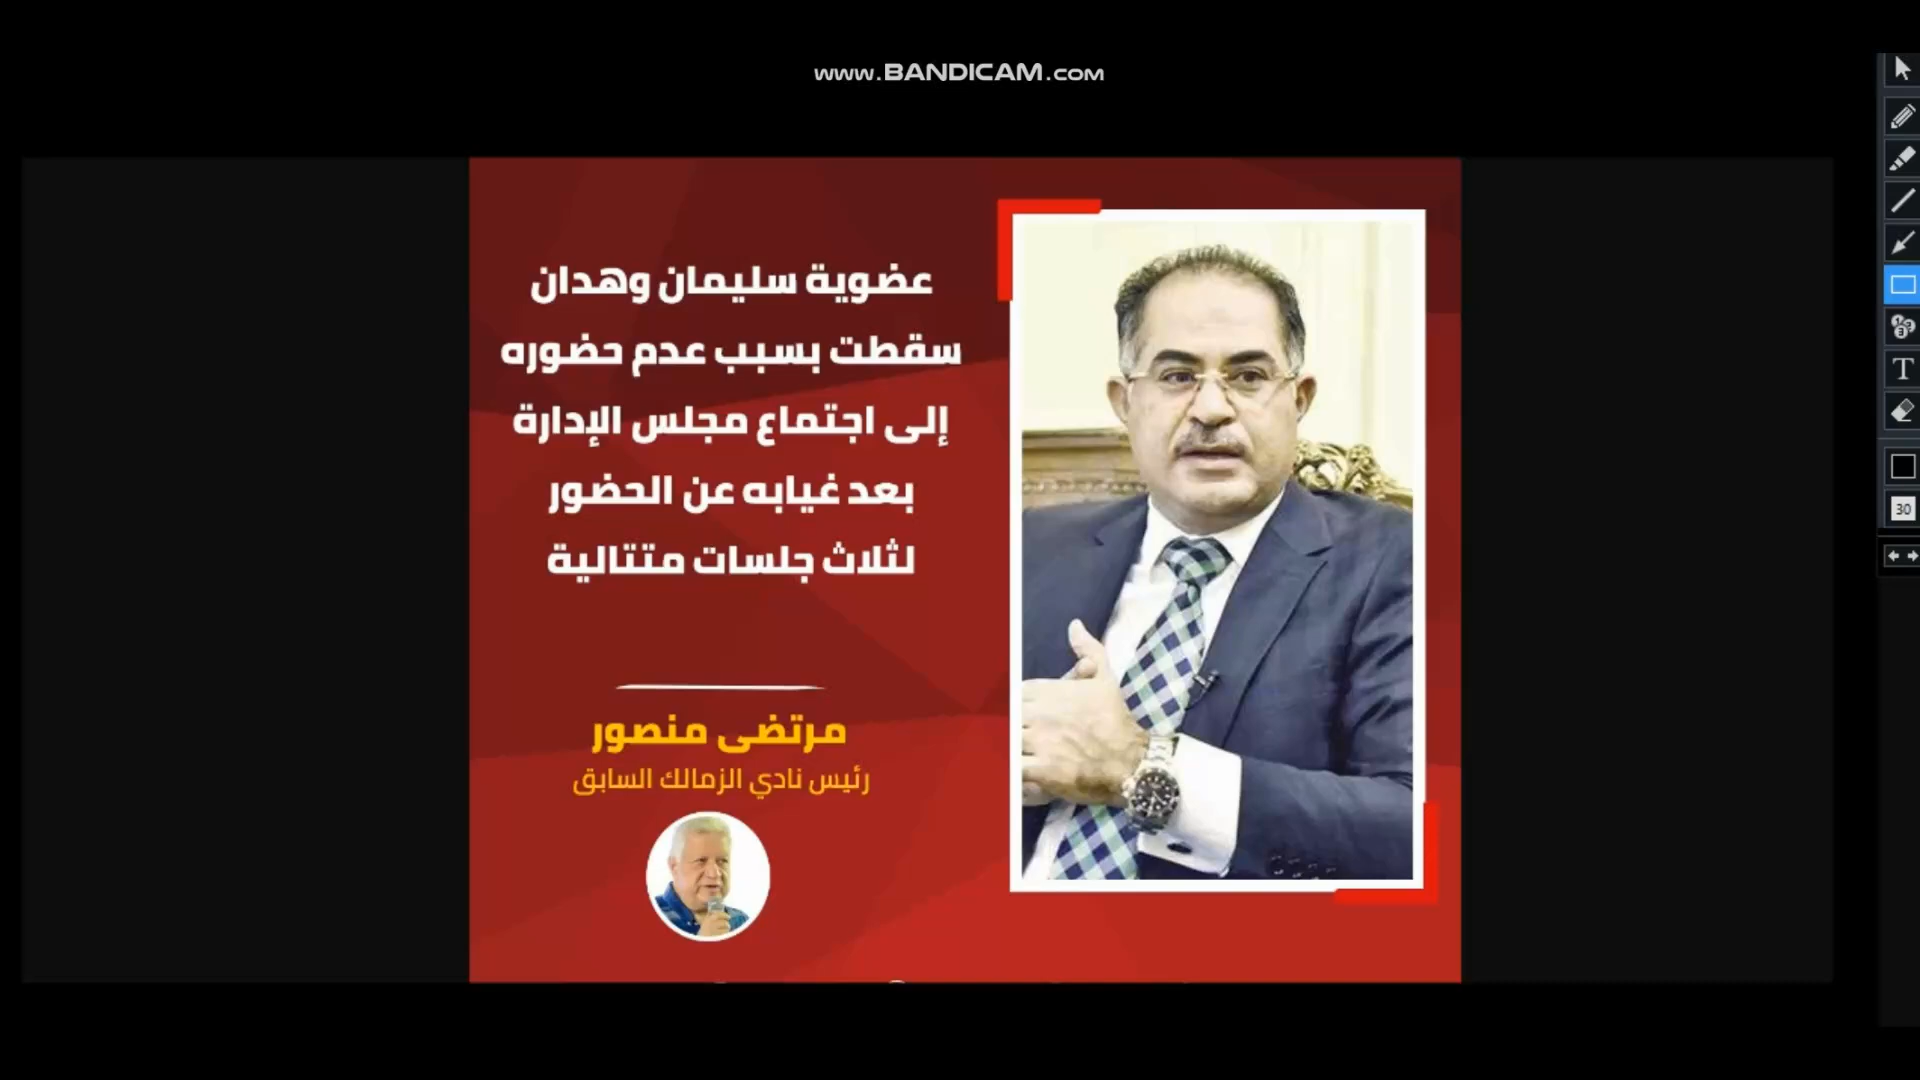 www.BANDICAM.com
عضوية سليمان وهدان
سقطت بسبب عدم حضوره
إلى اجتماع مجلس الإدارة
بعد غيابه عن الحضور
لثلاث جلسات متتالية
مرتضى منصور
رئيس نادي الزمالك السابق
T
30